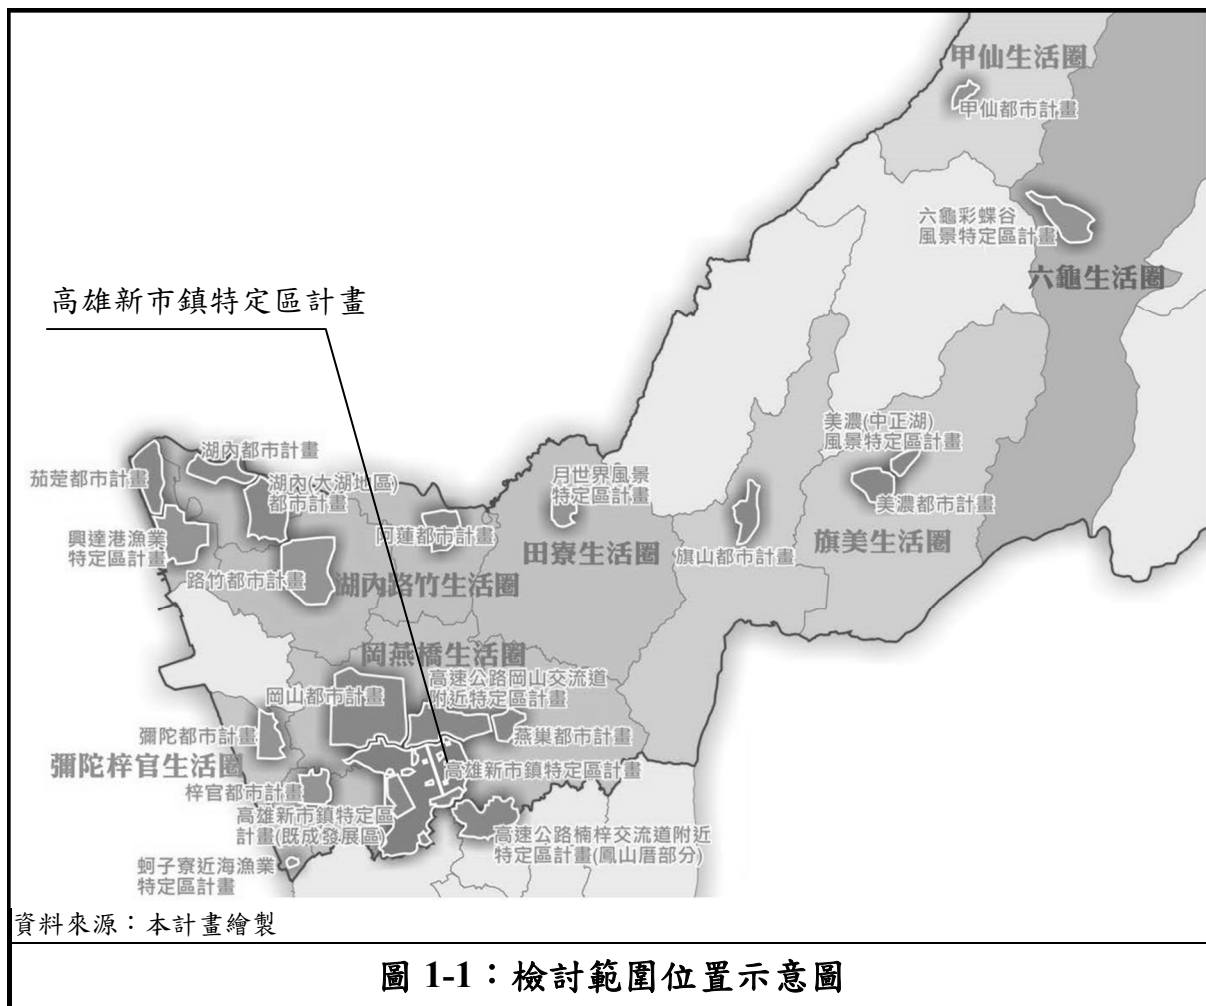 甲仙生活圈
甲仙都市計畫
六龜彩蝶谷
風景特定區計畫
六龜生活圈
高雄新市鎮特定區計畫
美濃(中正湖)
風景特定區計畫
湖內都市計畫
茄萣都市計畫
湖內(大湖地區)
都市計畫
月世界風景
特定區計畫
美濃都市計畫
興達港漁業
特定區計畫
阿蓮都市計畫
田寮生活圈
旗山都市計畫
旗美生活圈
路竹都市計畫
湖內路竹生活圈
岡燕橋生活圈
岡山都市計畫
高速公路岡山交流道
附近特定區計畫
彌陀都市計畫
燕巢都市計畫
彌陀梓官生活圈
高雄新市鎮特定區計畫
梓官都市計畫
高雄新市鎮特定區
計畫(既成發展區)
高速公路楠梓交流道附近
特定區計畫(鳳山厝部分)
蚵子寮近海漁業
特定區計畫
資料來源：本計畫繪製
圖 1-1：檢討範圍位置示意圖